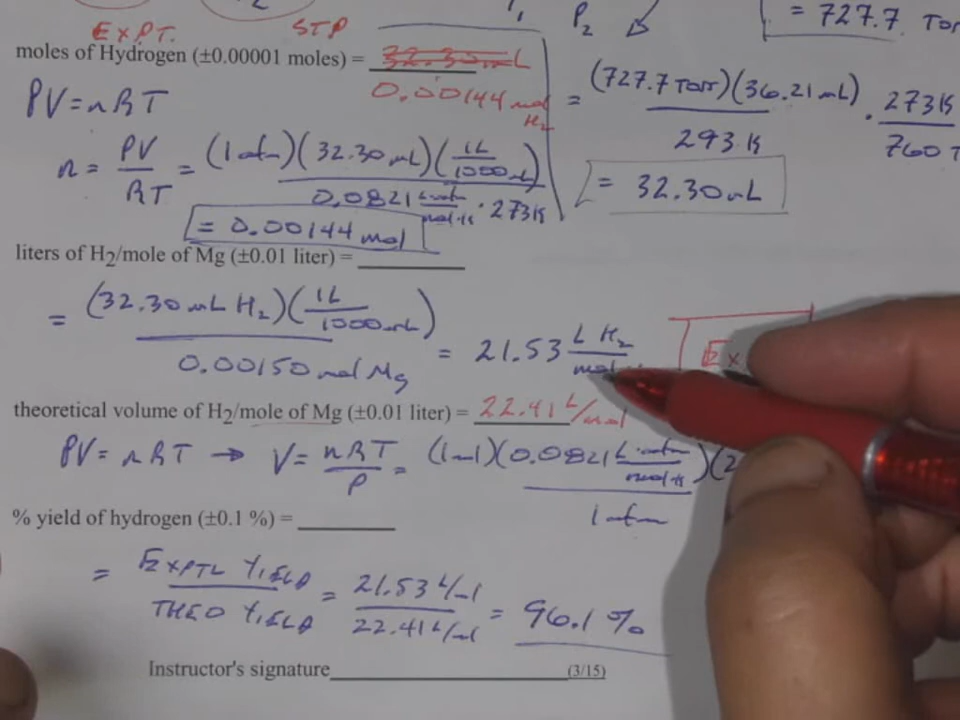 = 727.7 Torr
P₂
EXPT. STP
moles of Hydrogen (±0.00001 moles) = 32.30 mL
0.00144 mol H₂
= (727.7 TORR)(36.21 mL) / 293 K · 273 K / 760 T
PV = nRT
n = PV / RT = (1 atm)(32.30 mL)(1L / 1000 mL) / 0.0821 L·atm / mol·K · 273 K
= 32.30 mL
= 0.00144 mol
liters of H₂/mole of Mg (±0.01 liter) =
= (32.30 mL H₂)(1L / 1000 mL) / 0.00150 mol Mg = 21.53 L H₂ / mol
Ex
theoretical volume of H₂/mole of Mg (±0.01 liter) = 22.41 L/mol
PV = nRT → V = nRT / P = (1 mol)(0.0821 L·atm / mol·K)(2 / 1 atm
% yield of hydrogen (±0.1 %) =
= EXPTL YIELD / THEO YIELD = 21.53 L/mol / 22.41 L/mol = 96.1 %
Instructor's signature (3/15)